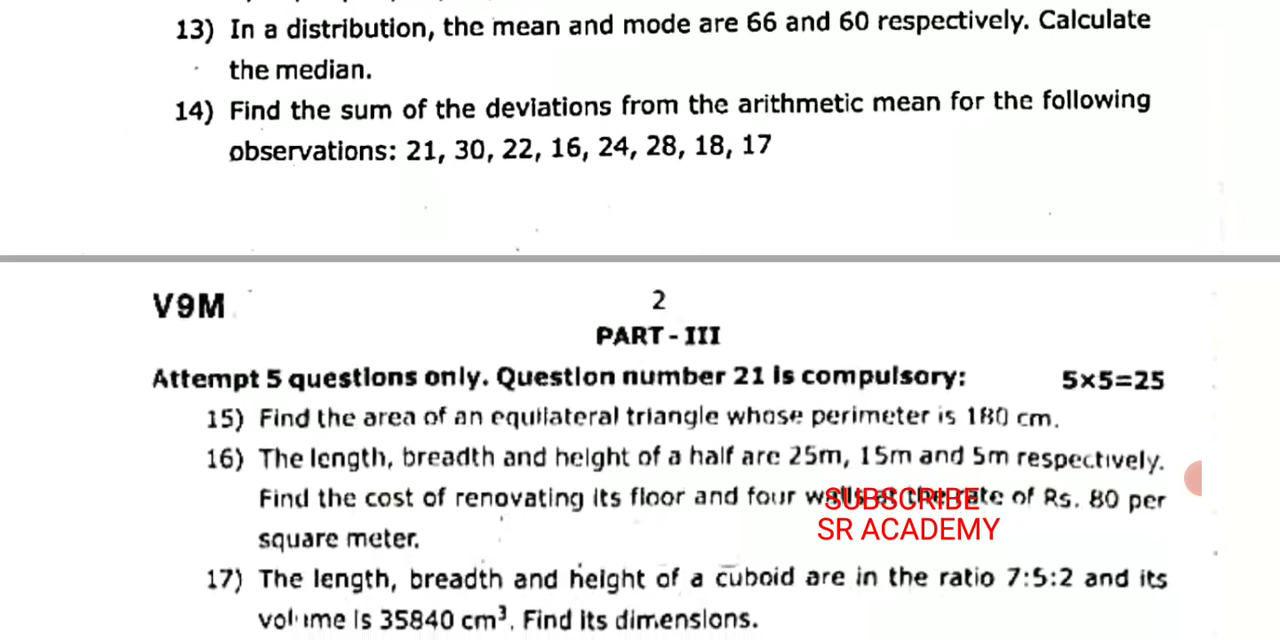 13) In a distribution, the mean and mode are 66 and 60 respectively. Calculate
the median.
14) Find the sum of the deviations from the arithmetic mean for the following
observations: 21, 30, 22, 16, 24, 28, 18, 17
V9M
2
PART - III
Attempt 5 questions only. Question number 21 is compulsory: 5×5=25
15) Find the area of an equilateral triangle whose perimeter is 180 cm.
16) The length, breadth and height of a half are 25m, 15m and 5m respectively.
Find the cost of renovating its floor and four walls at the rate of Rs. 80 per
SUBSCRIBE
SR ACADEMY
square meter.
17) The length, breadth and height of a cuboid are in the ratio 7:5:2 and its
volume is 35840 cm³. Find its dimensions.